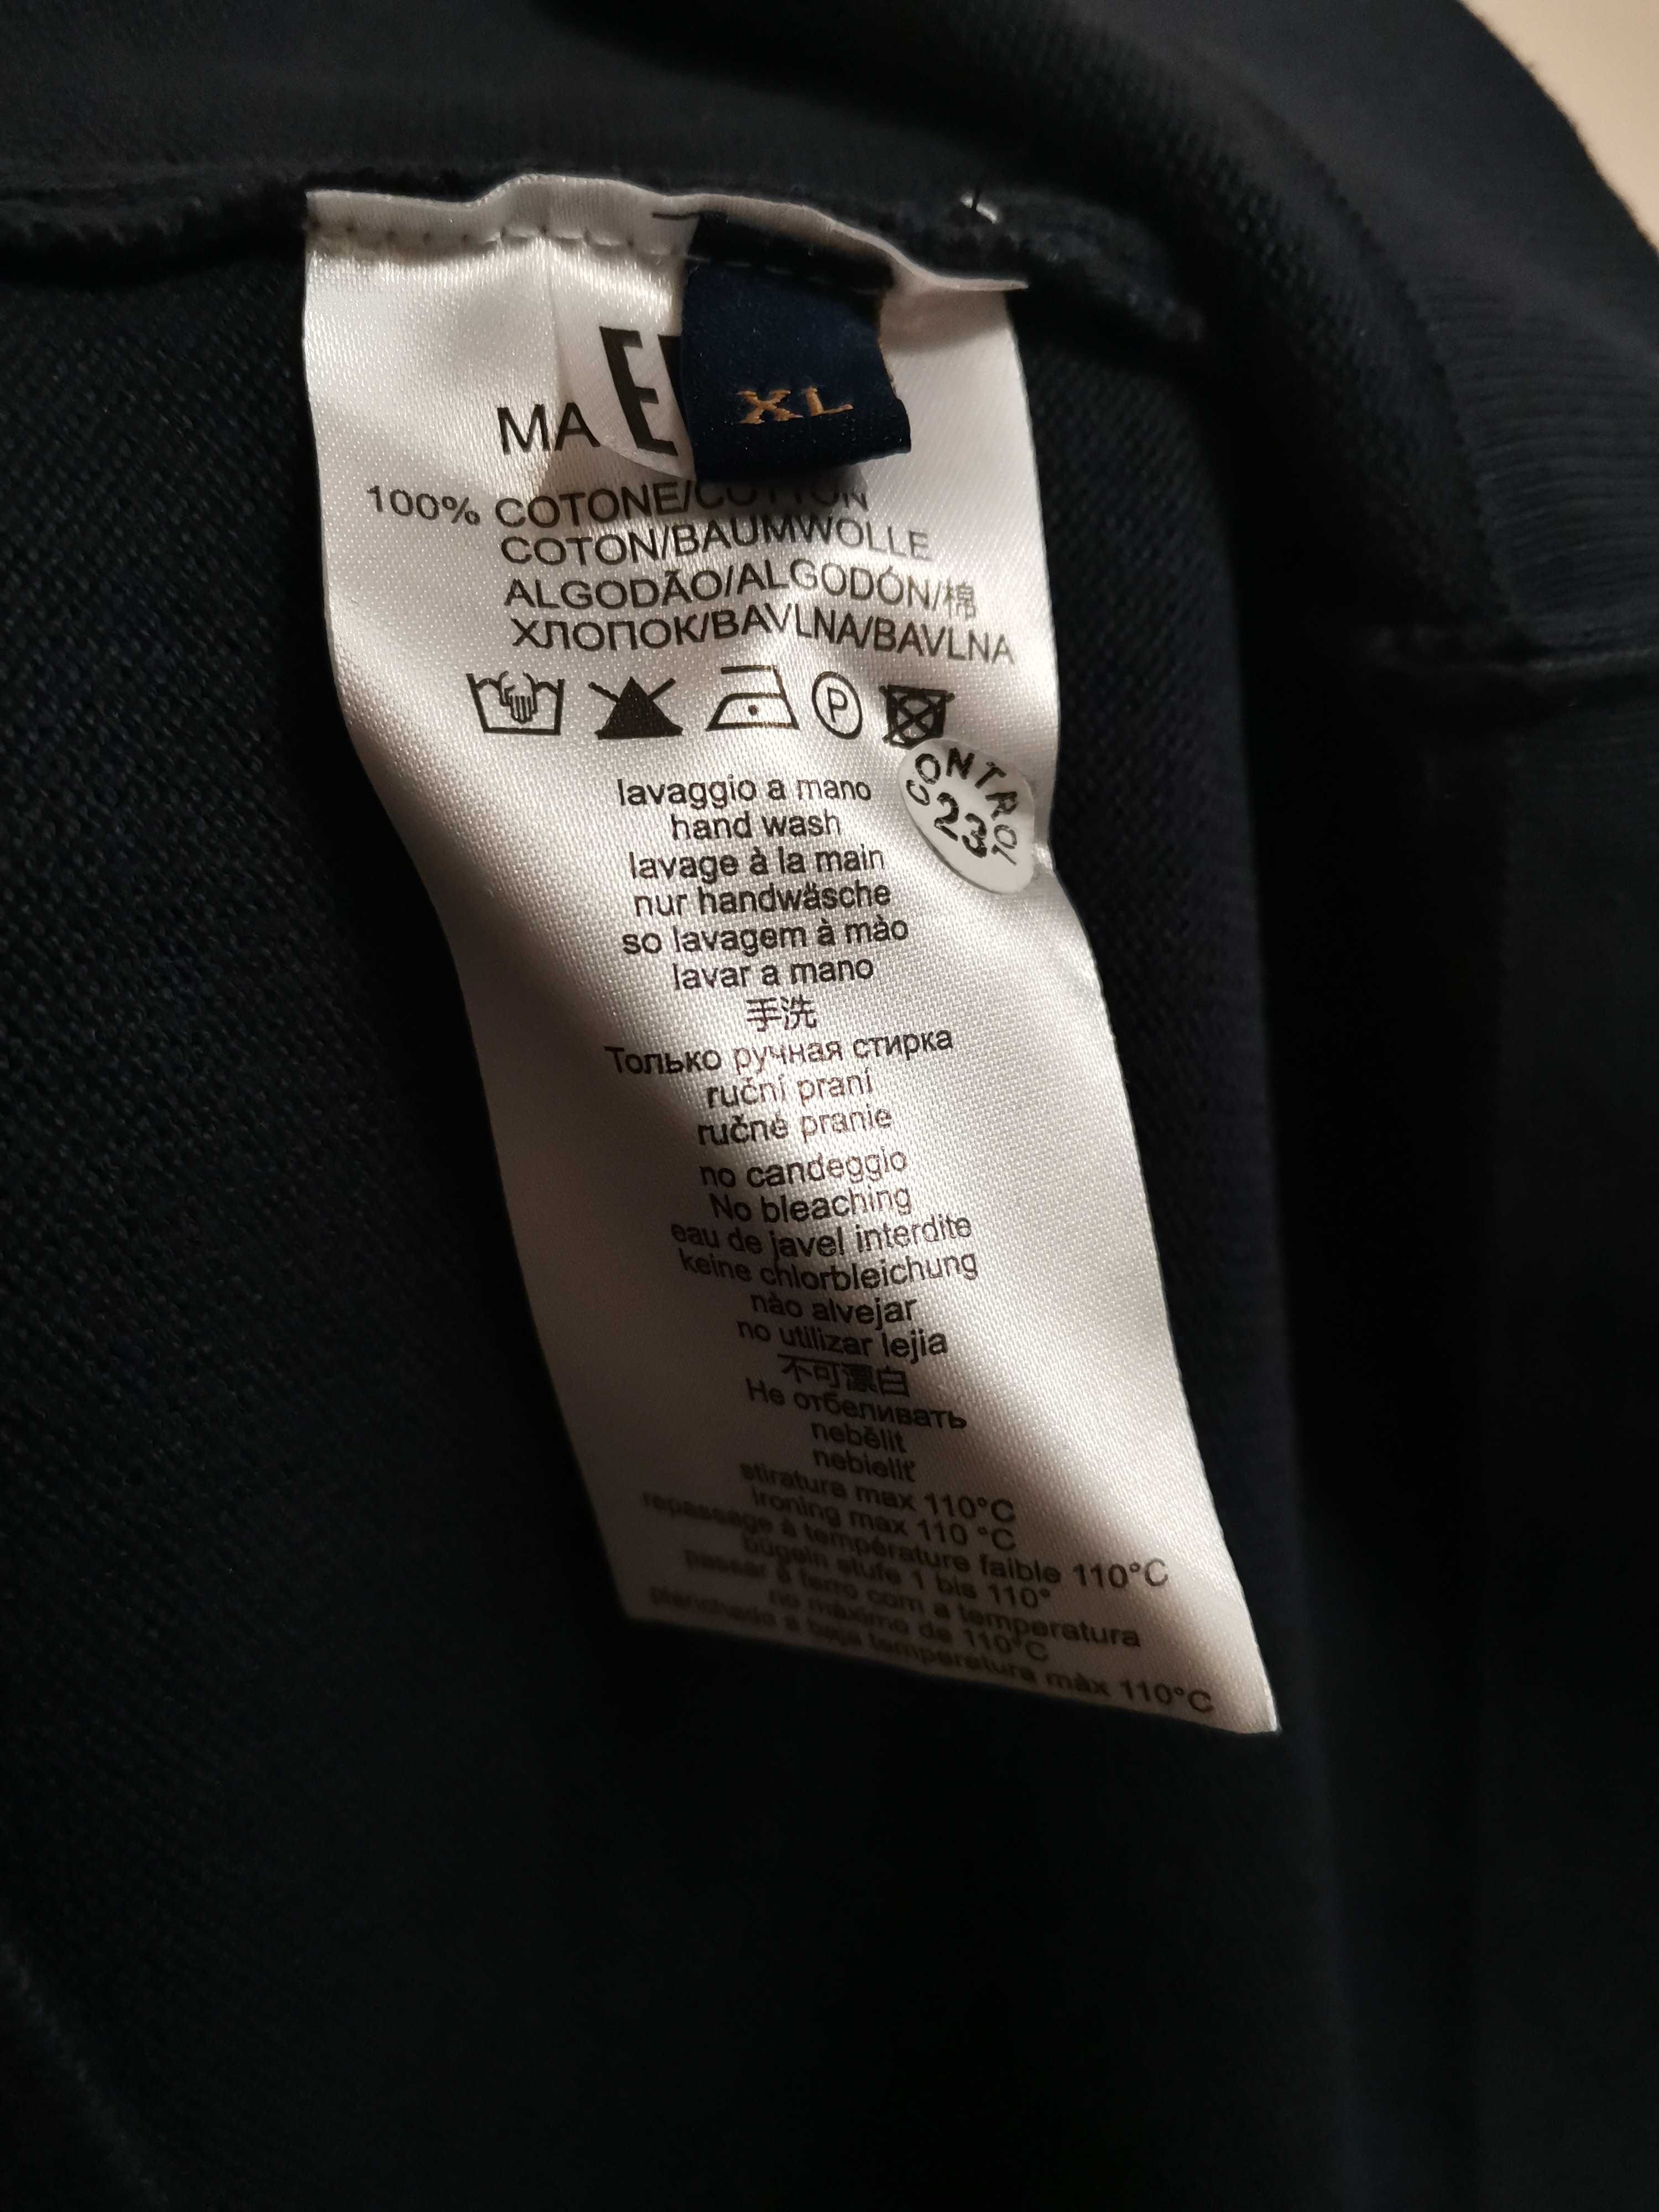 XL
MA
100% COTONE/COTTON
COTON/BAUMWOLLE
ALGODÃO/ALGODÓN/棉
ХЛОПОК/BAVLNA/BAVLNA
P
CONTROL
23
lavaggio a mano
hand wash
lavage à la main
nur handwäsche
so lavagem à mào
lavar a mano
手洗
Только ручная стирка
ruční praní
ručné pranie
no candeggio
No bleaching
eau de javel interdite
keine chlorbleichung
nào alvejar
no utilizar lejia
不可漂白
Не отбеливать
nebělit
nebieliť
stiratura max 110°C
Ironing max 110 °C
repassage à température faible 110°C
bügeln stufe 1 bis 110°
passar à ferro com a temperatura
no máximo de 110°C
planchado a baja temperatura màx 110°C